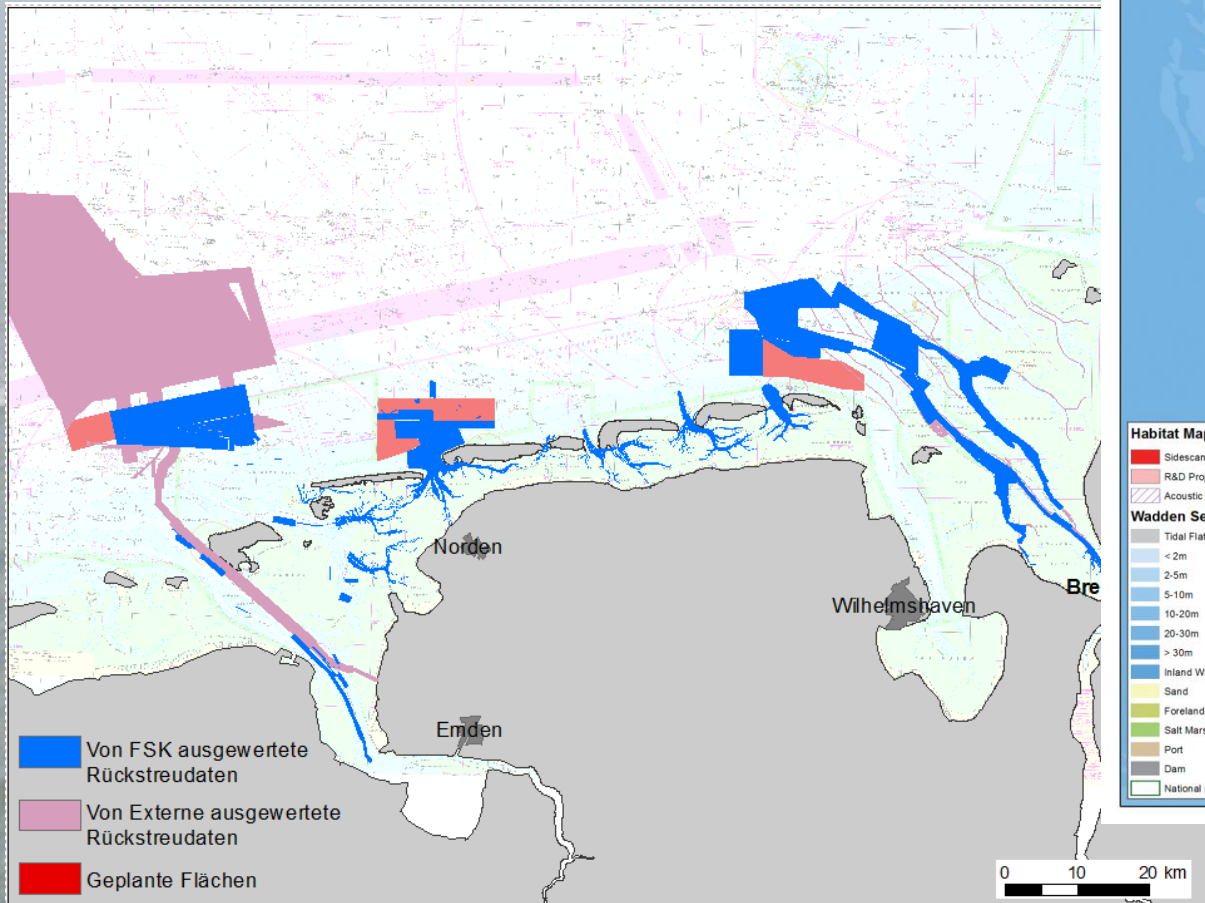 Norden
Wilhelmshaven
Bre
Emden
Von FSK ausgewertete
Rückstreudaten
Von Externe ausgewertete
Rückstreudaten
Geplante Flächen
0 10 20 km
Habitat Map
Sidescan
R&D Proj
Acoustic
Wadden Se
Tidal Flat
< 2m
2-5m
5-10m
10-20m
20-30m
> 30m
Inland W
Sand
Foreland
Salt Mars
Port
Dam
National